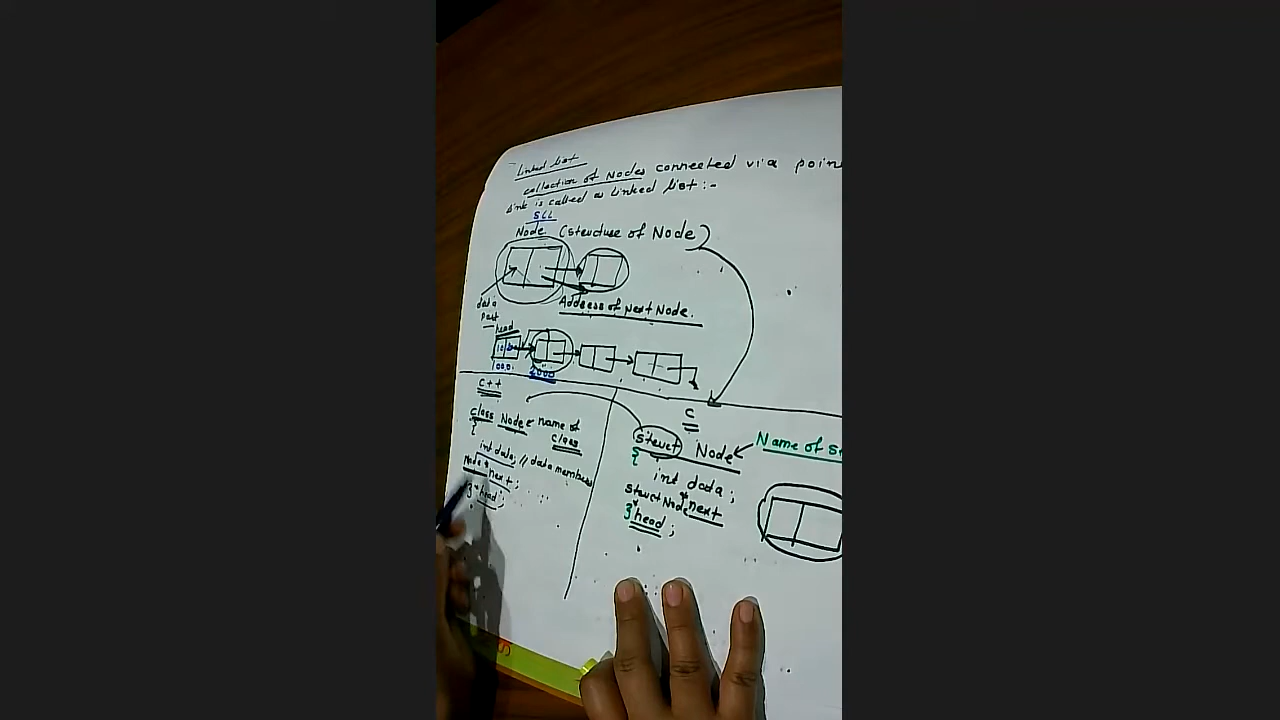 Linked list
collection of Nodes connected via poin
link is called a Linked list :-
SLL
Node (structure of Node)
data
part
Address of next Node.
head
1000
2000
C++
class Node ← name of
class
{
int data; // data members
Node * next;
}* head;
C
struct Node ← Name of S
{
int data;
struct Node * next
}* head;